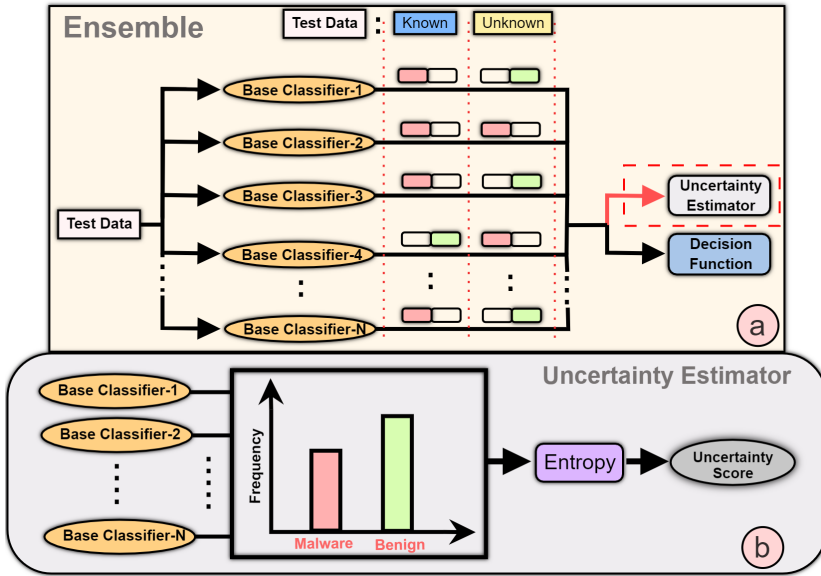 Ensemble
Test Data : Known Unknown
Base Classifier-1
Base Classifier-2
Base Classifier-3
Test Data
Base Classifier-4
Base Classifier-N
Uncertainty
Estimator
Decision
Function
a
Uncertainty Estimator
Base Classifier-1
Base Classifier-2
Base Classifier-N
Frequency
Malware Benign
Entropy
Uncertainty
Score
b